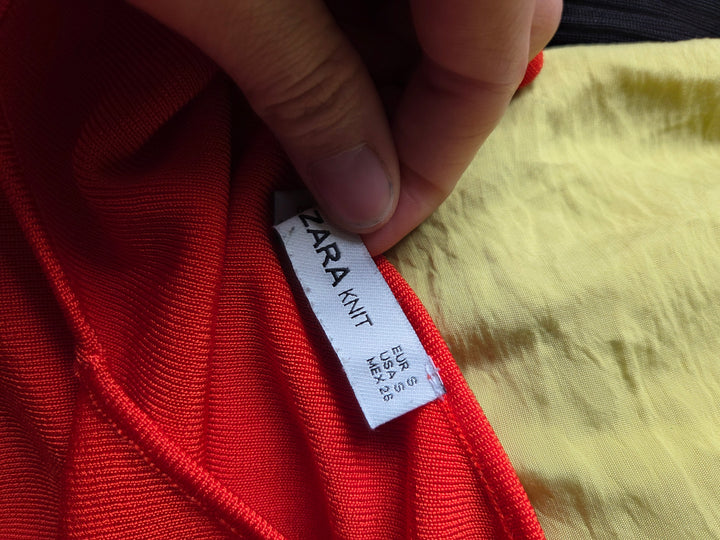 ZARA KNIT
EUR S
USA S
MEX 26